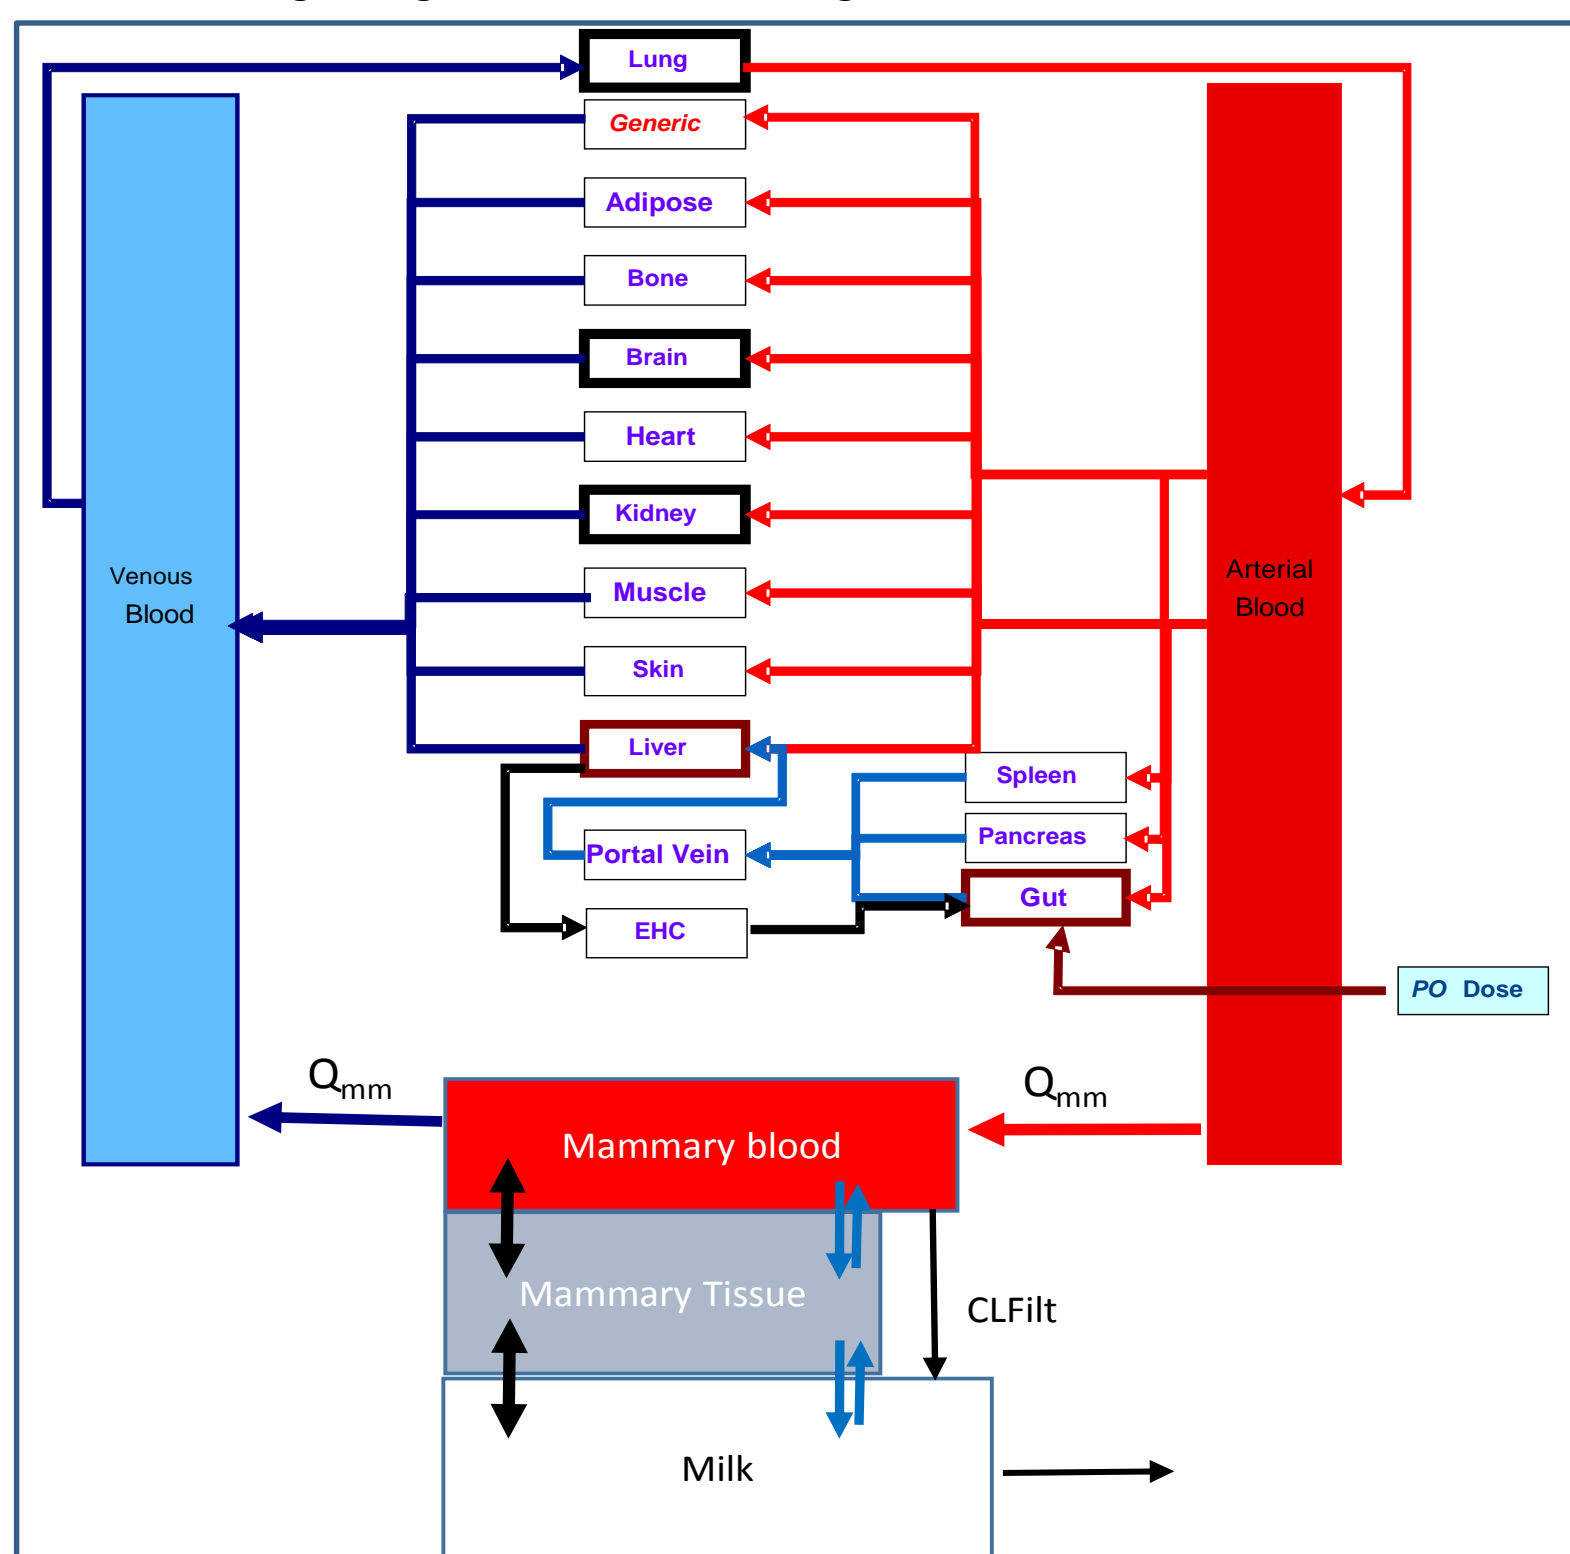 Lung
Generic
Adipose
Bone
Brain
Heart
Kidney
Muscle
Skin
Liver
Portal Vein
EHC
Spleen
Pancreas
Gut
Venous
Blood
Arterial
Blood
PO Dose
Qmm
Qmm
Mammary blood
Mammary Tissue
CLFilt
Milk